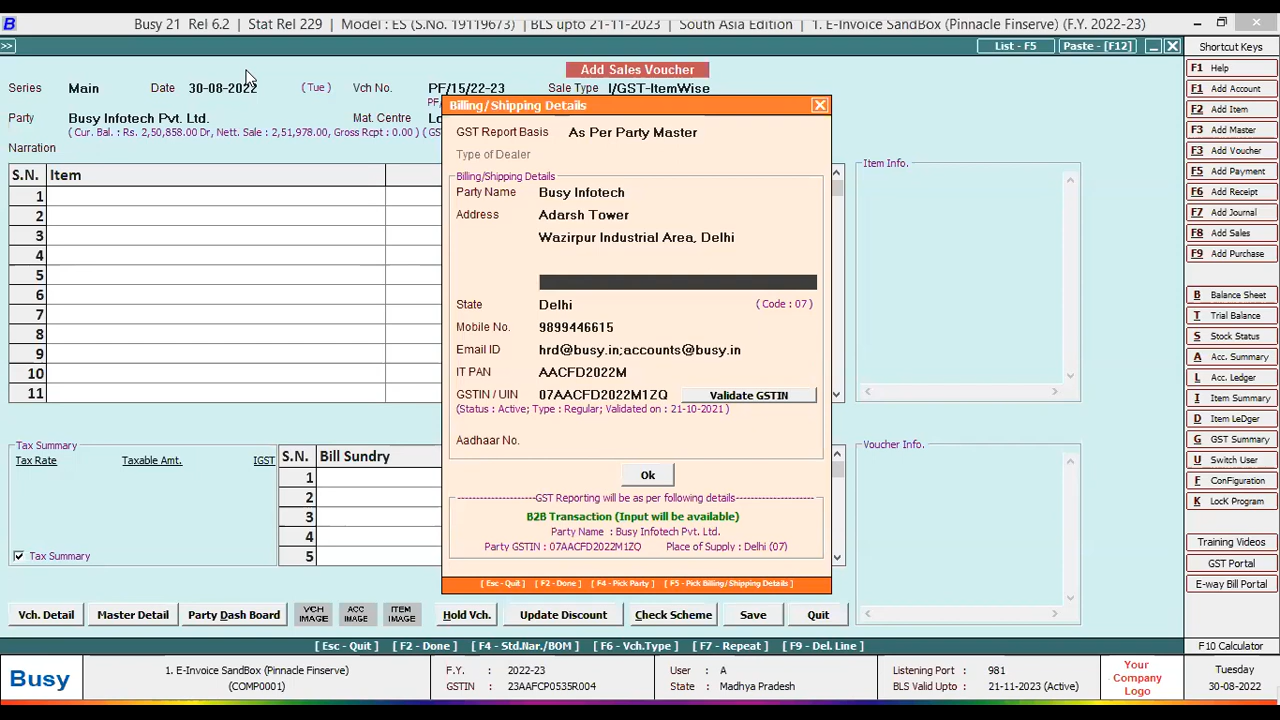 B Busy 21 Rel 6.2 | Stat Rel 229 | Model : ES (S.NO. 19119673) | BLS upto 21-11-2023 | South Asia Edition | 1. E-Invoice SandBox (Pinnacle Finserve) (F.Y. 2022-23)
>> List - F5 Paste - [F12] Shortcut Keys
Add Sales Voucher
Series Main Date 30-08-2022 ( Tue ) Vch No. PF/15/22-23 Sale Type I/GST-ItemWise
Party Busy Infotech Pvt. Ltd. Mat. Centre
( Cur. Bal. : Rs. 2,50,858.00 Dr, Nett. Sale : 2,51,978.00, Gross Rcpt : 0.00 )
Narration
S.N. Item
1
2
3
4
5
6
7
8
9
10
11
Billing/Shipping Details
GST Report Basis As Per Party Master
Type of Dealer
Billing/Shipping Details
Party Name Busy Infotech
Address Adarsh Tower
Wazirpur Industrial Area, Delhi
State Delhi ( Code : 07 )
Mobile No. 9899446615
Email ID hrd@busy.in;accounts@busy.in
IT PAN AACFD2022M
GSTIN / UIN 07AACFD2022M1ZQ Validate GSTIN
(Status : Active; Type : Regular; Validated on : 21-10-2021 )
Aadhaar No.
Ok
GST Reporting will be as per following details
B2B Transaction (Input will be available)
Party Name : Busy Infotech Pvt. Ltd.
Party GSTIN : 07AACFD2022M1ZQ Place of Supply : Delhi (07)
[ Esc - Quit ] [ F2 - Done ] [ F4 - Pick Party ] [ F5 - Pick Billing/Shipping Details ]
Item Info.
Voucher Info.
Tax Summary
Tax Rate Taxable Amt. IGST
Tax Summary
S.N. Bill Sundry
1
2
3
4
5
F1 Help
F1 Add Account
F2 Add Item
F3 Add Master
F3 Add Voucher
F5 Add Payment
F6 Add Receipt
F7 Add Journal
F8 Add Sales
F9 Add Purchase
B Balance Sheet
T Trial Balance
S Stock Status
A Acc. Summary
L Acc. Ledger
I Item Summary
D Item LeDger
G GST Summary
U Switch User
F ConFiguration
K LocK Program
Training Videos
GST Portal
E-way Bill Portal
F10 Calculator
Vch. Detail Master Detail Party Dash Board VCH IMAGE ACC IMAGE ITEM IMAGE Hold Vch. Update Discount Check Scheme Save Quit
[ Esc - Quit ] [ F2 - Done ] [ F4 - Std.Nar./BOM ] [ F6 - Vch.Type ] [ F7 - Repeat ] [ F9 - Del. Line ]
Busy
1. E-Invoice SandBox (Pinnacle Finserve)
(COMP0001)
F.Y. : 2022-23
GSTIN : 23AAFCP0535R004
User : A
State : Madhya Pradesh
Listening Port : 981
BLS Valid Upto : 21-11-2023 (Active)
Your
Company
Logo
Tuesday
30-08-2022